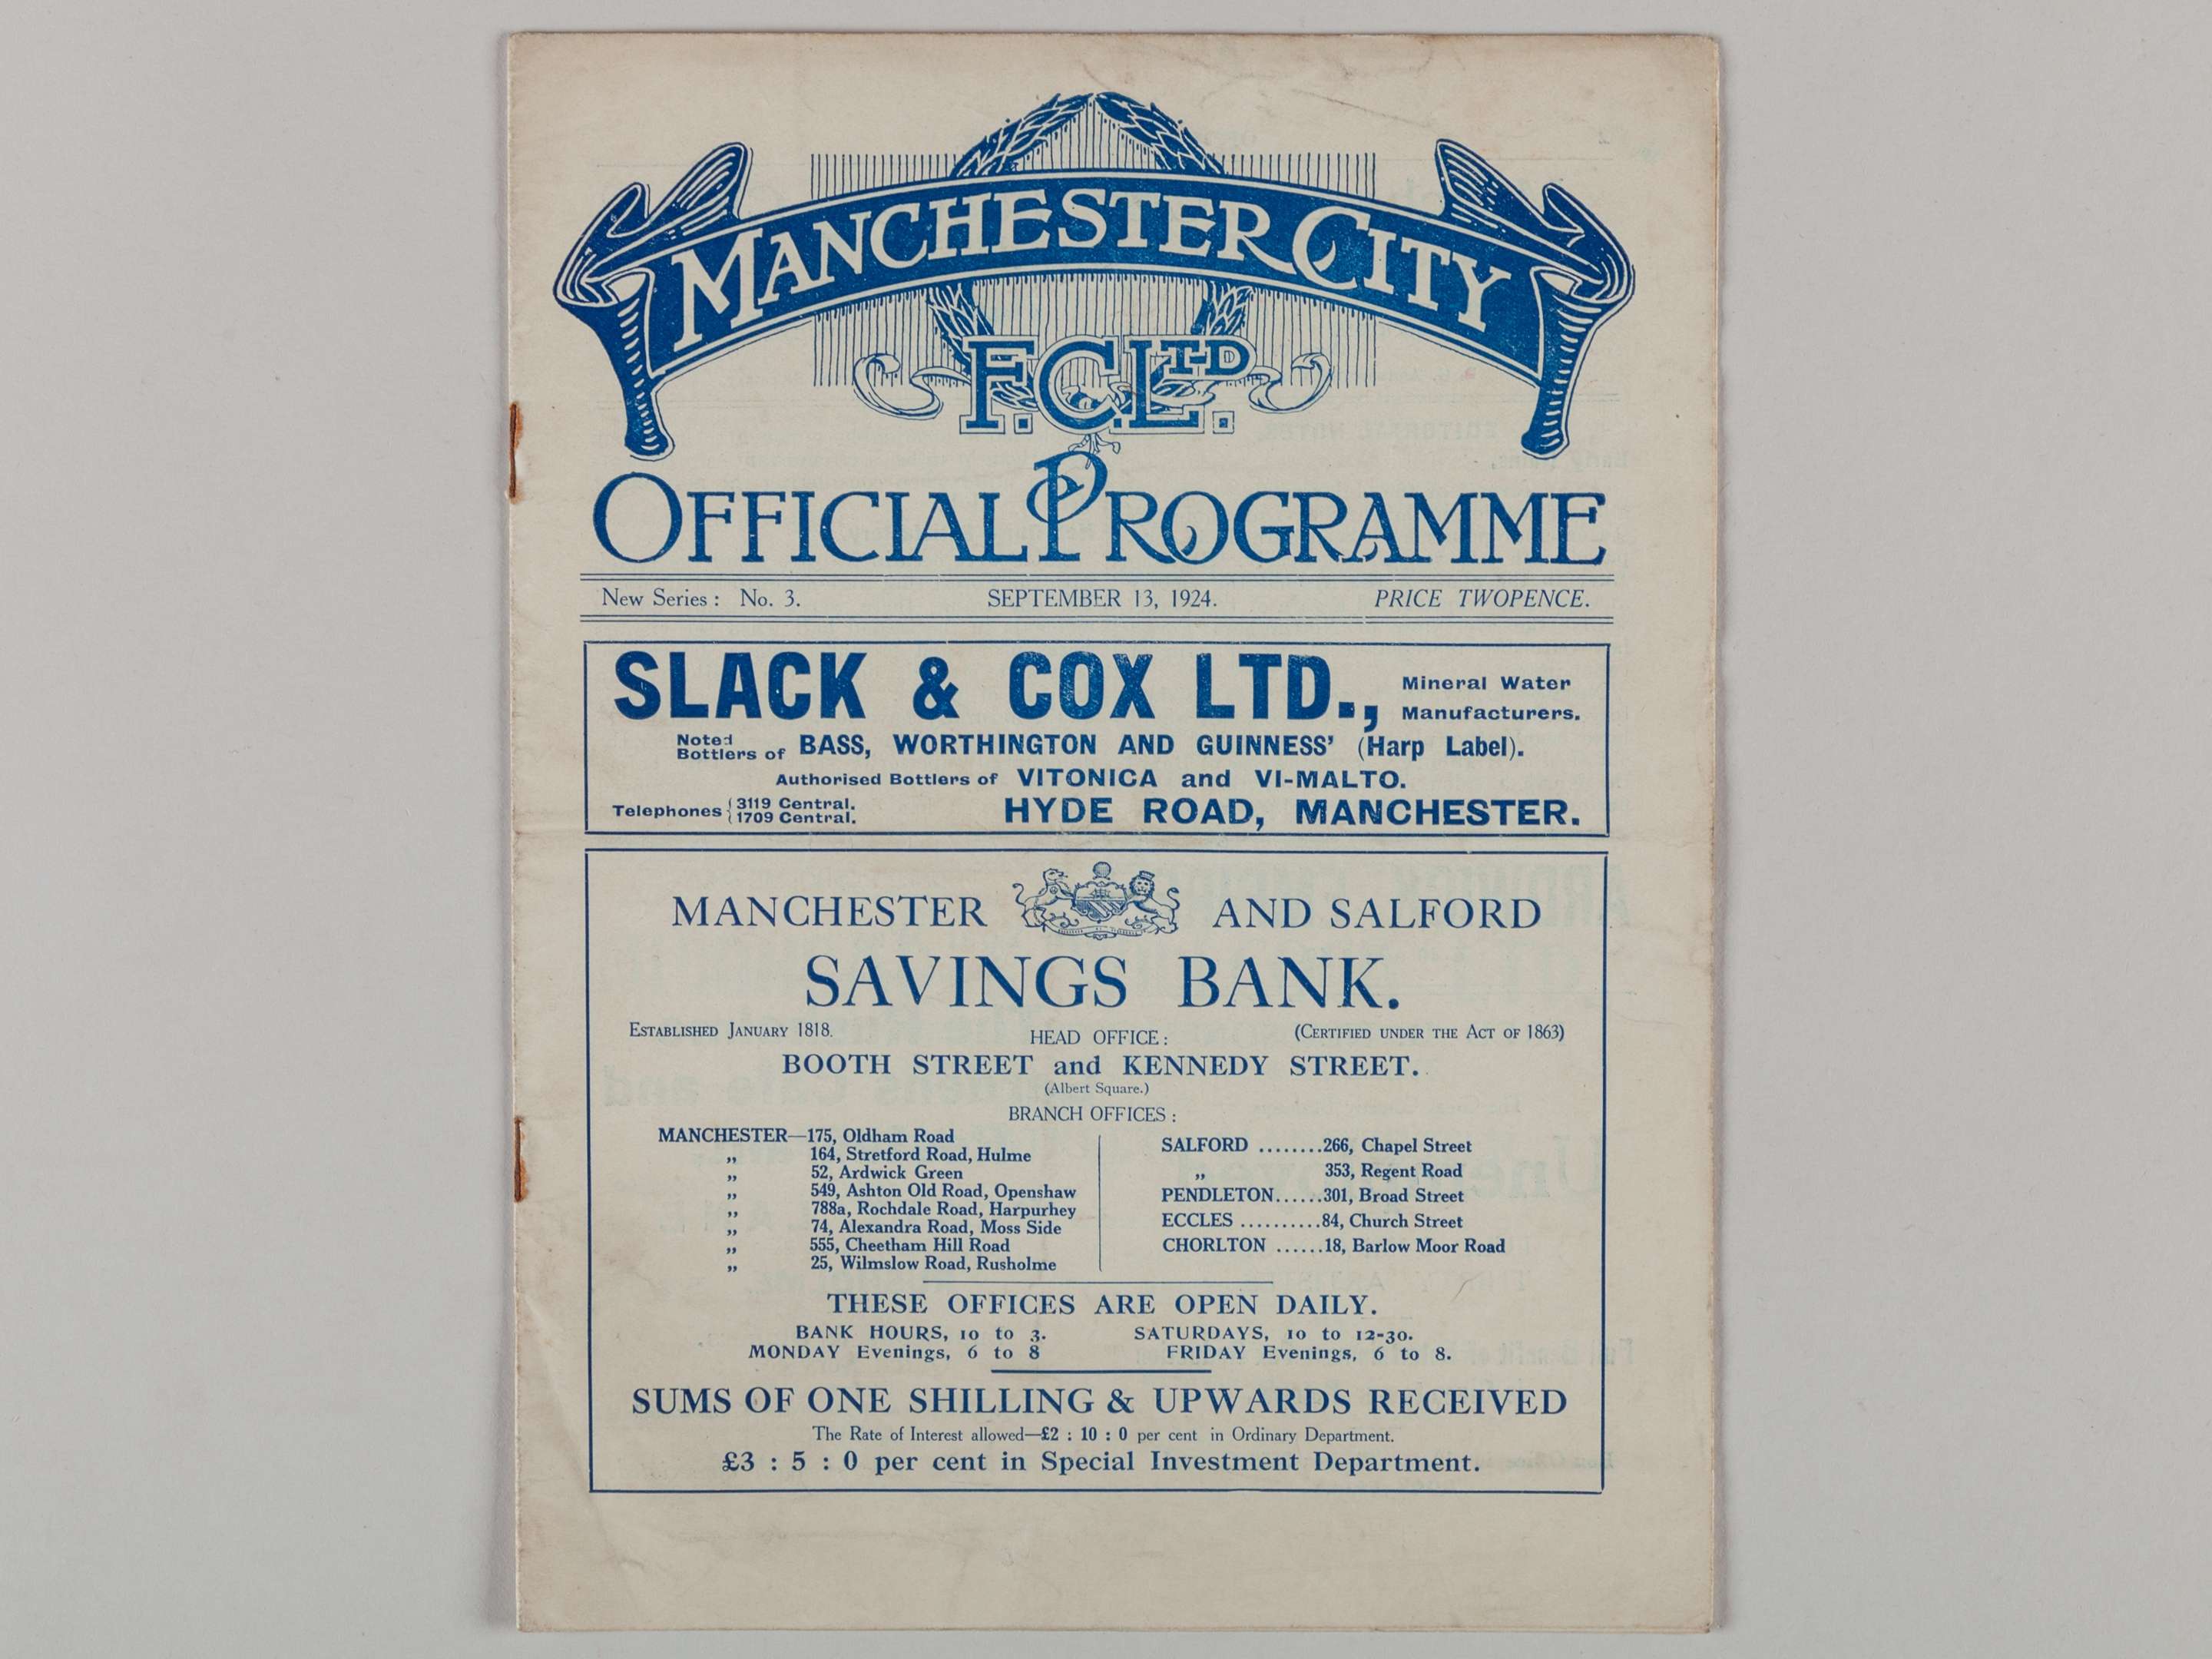 MANCHESTER CITY
F.C. LTD.
OFFICIAL PROGRAMME
New Series: No. 3. SEPTEMBER 13, 1924. PRICE TWOPENCE.
SLACK & COX LTD., Mineral Water Manufacturers.
Noted Bottlers of BASS, WORTHINGTON AND GUINNESS' (Harp Label).
Authorised Bottlers of VITONICA and VI-MALTO.
Telephones { 3119 Central. 1709 Central. HYDE ROAD, MANCHESTER.
MANCHESTER AND SALFORD
SAVINGS BANK.
ESTABLISHED JANUARY 1818. HEAD OFFICE: (CERTIFIED UNDER THE ACT OF 1863)
BOOTH STREET and KENNEDY STREET.
(Albert Square.)
BRANCH OFFICES:
MANCHESTER—175, Oldham Road
„ 164, Stretford Road, Hulme
„ 52, Ardwick Green
„ 549, Ashton Old Road, Openshaw
„ 788a, Rochdale Road, Harpurhey
„ 74, Alexandra Road, Moss Side
„ 555, Cheetham Hill Road
„ 25, Wilmslow Road, Rusholme
SALFORD ........266, Chapel Street
„ 353, Regent Road
PENDLETON......301, Broad Street
ECCLES ..........84, Church Street
CHORLTON ......18, Barlow Moor Road
THESE OFFICES ARE OPEN DAILY.
BANK HOURS, 10 to 3. SATURDAYS, 10 to 12-30.
MONDAY Evenings, 6 to 8 FRIDAY Evenings, 6 to 8.
SUMS OF ONE SHILLING & UPWARDS RECEIVED
The Rate of Interest allowed—£2 : 10 : 0 per cent in Ordinary Department.
£3 : 5 : 0 per cent in Special Investment Department.